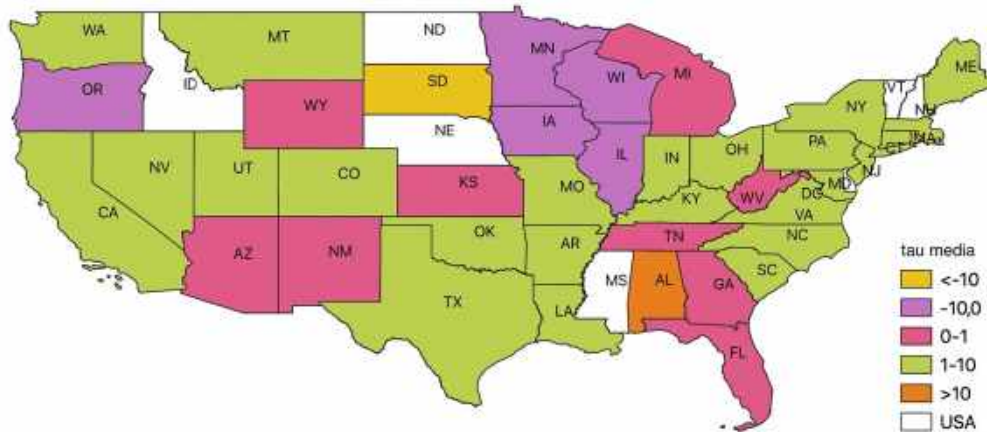 WA
MT
ND
MN
ME
OR
ID
SD
WI
MI
VT
NH
WY
NY
IA
NE
PA
NV
UT
CO
IL
IN
OH
NJ
CA
KS
MO
KY
WV
MD
DC
VA
AZ
NM
OK
AR
TN
NC
SC
TX
LA
MS
AL
GA
FL
CT
tau media
<-10
-10,0
0-1
1-10
>10
USA